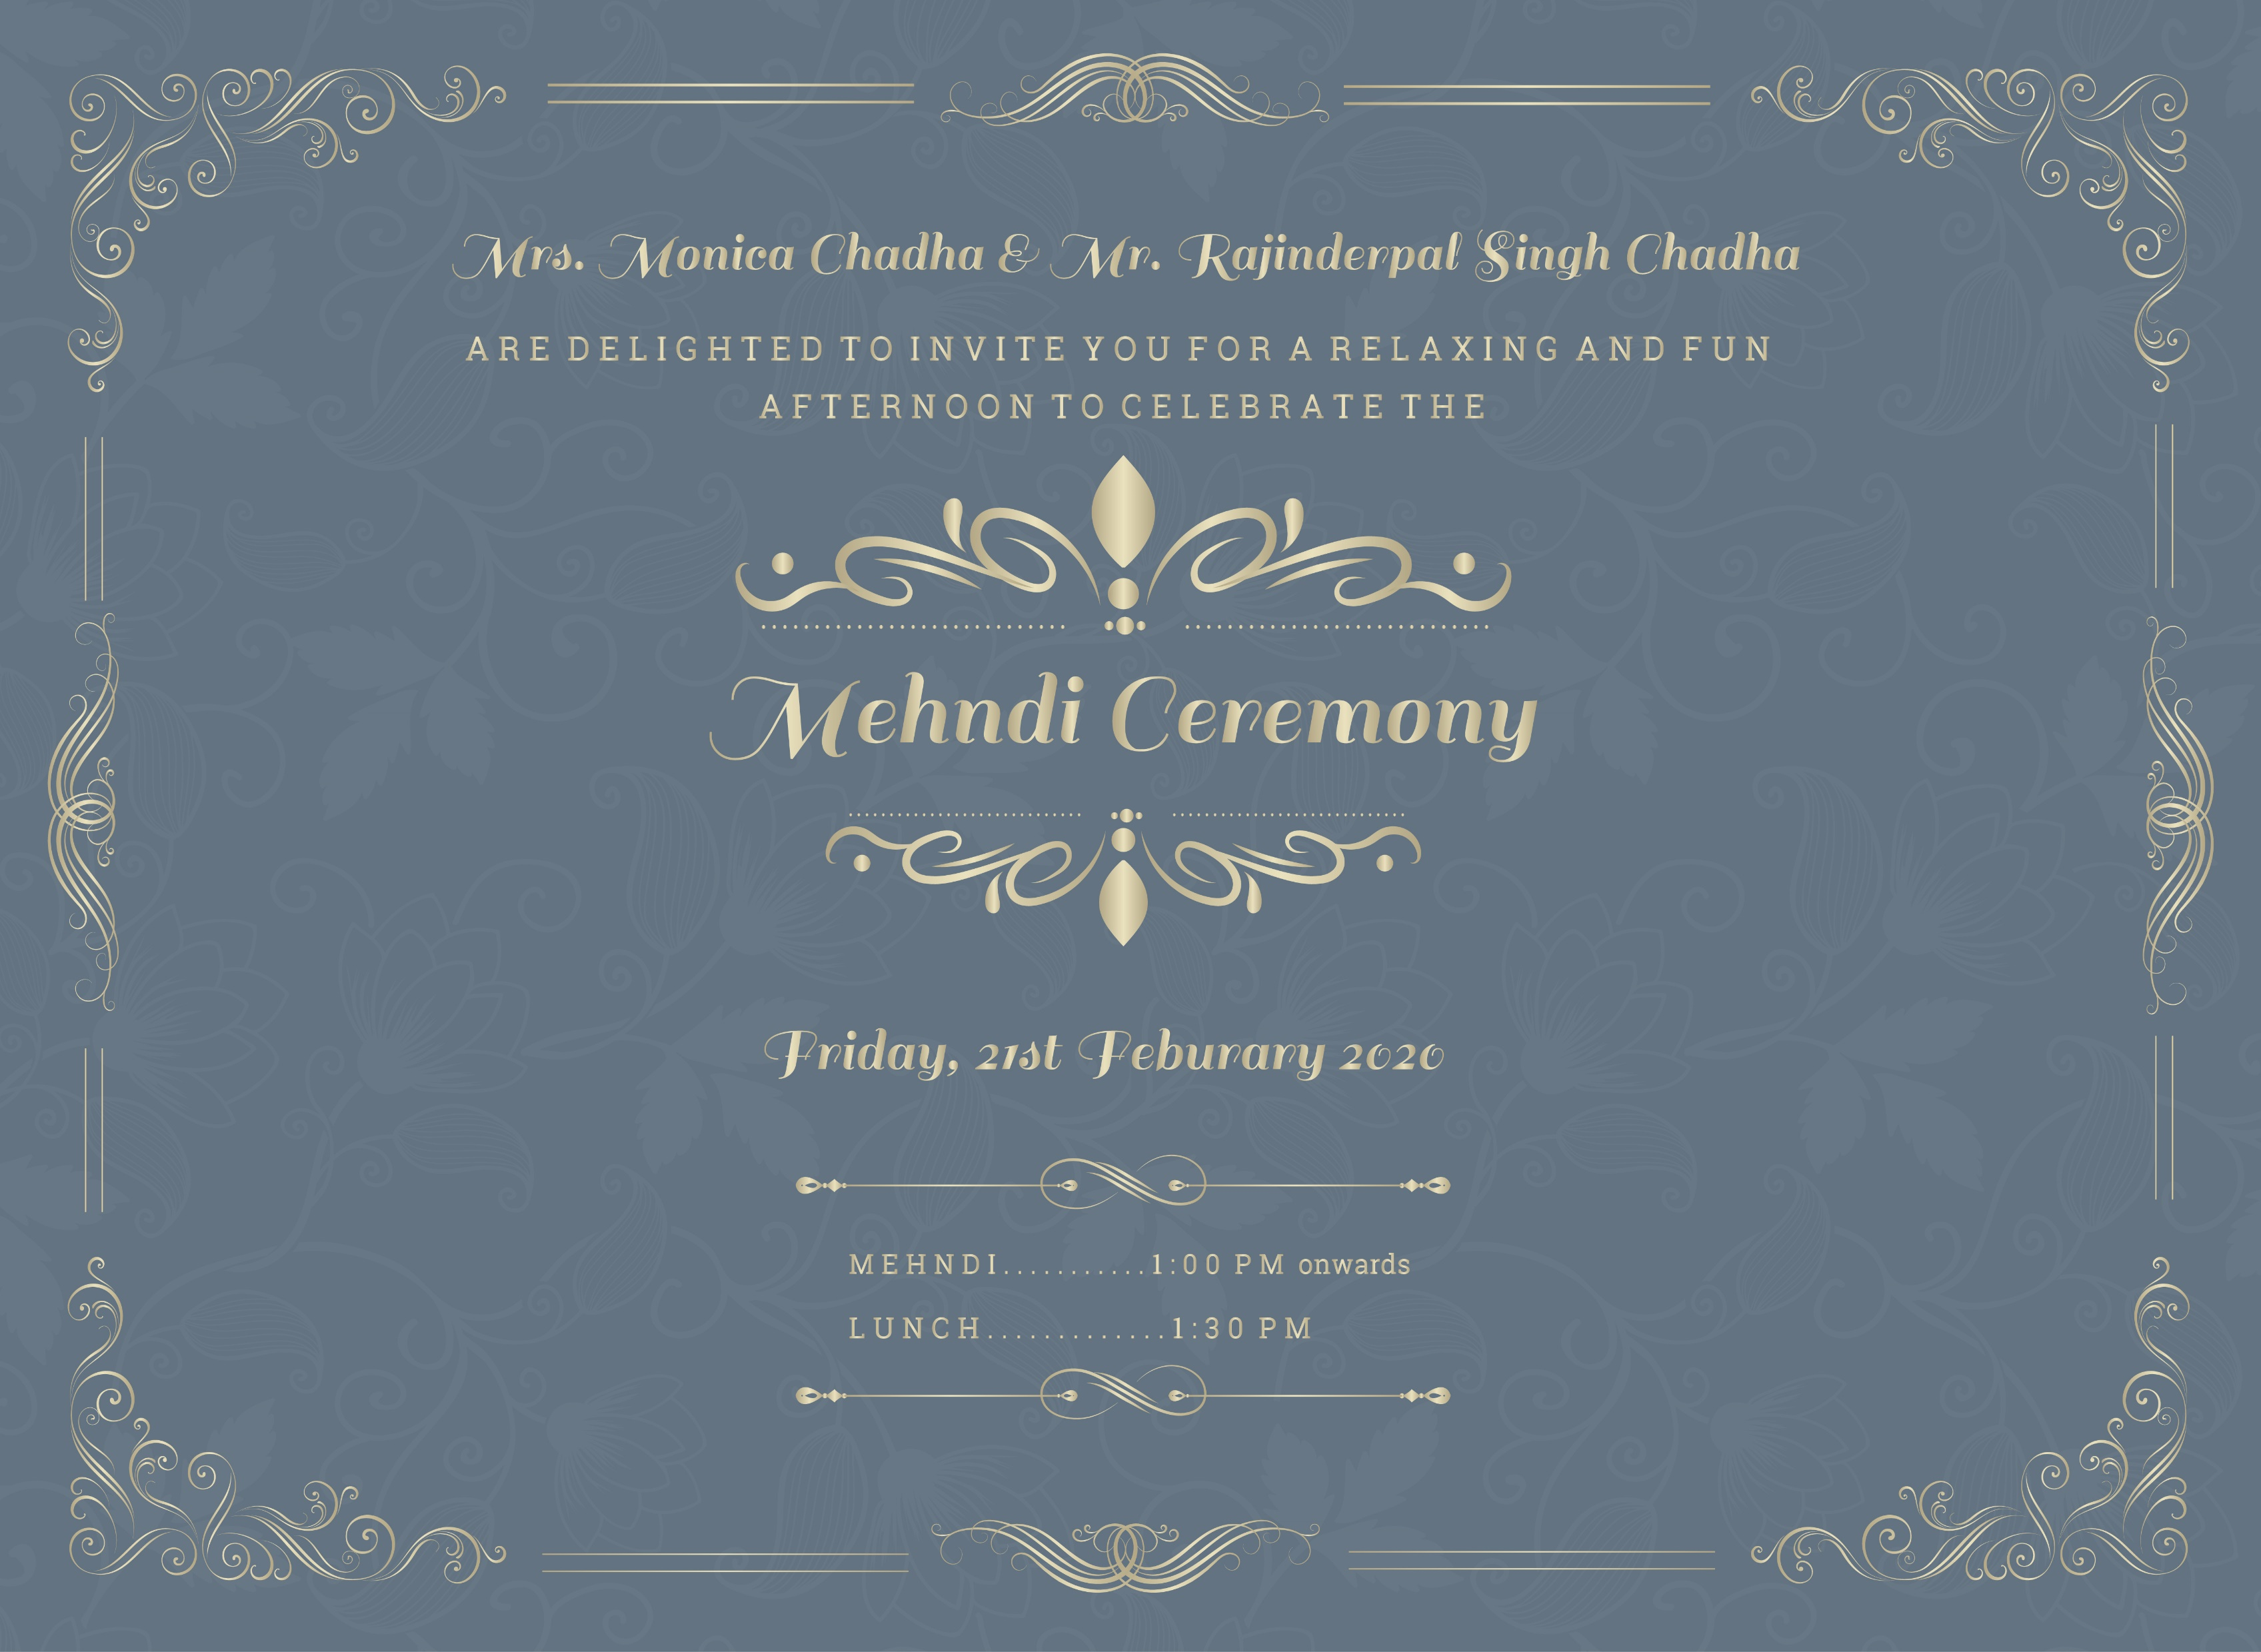 Mrs. Monica Chadha & Mr. Rajinderpal Singh Chadha
ARE DELIGHTED TO INVITE YOU FOR A RELAXING AND FUN
AFTERNOON TO CELEBRATE THE
Mehndi Ceremony
Friday, 21st Feburary 2020
MEHNDI...........1:00 PM onwards
LUNCH.............1:30 PM